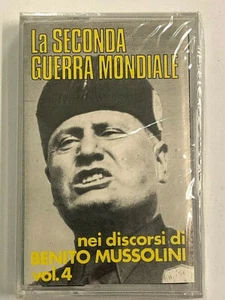 La SECONDA
GUERRA MONDIALE
nei discorsi di
BENITO MUSSOLINI
vol. 4